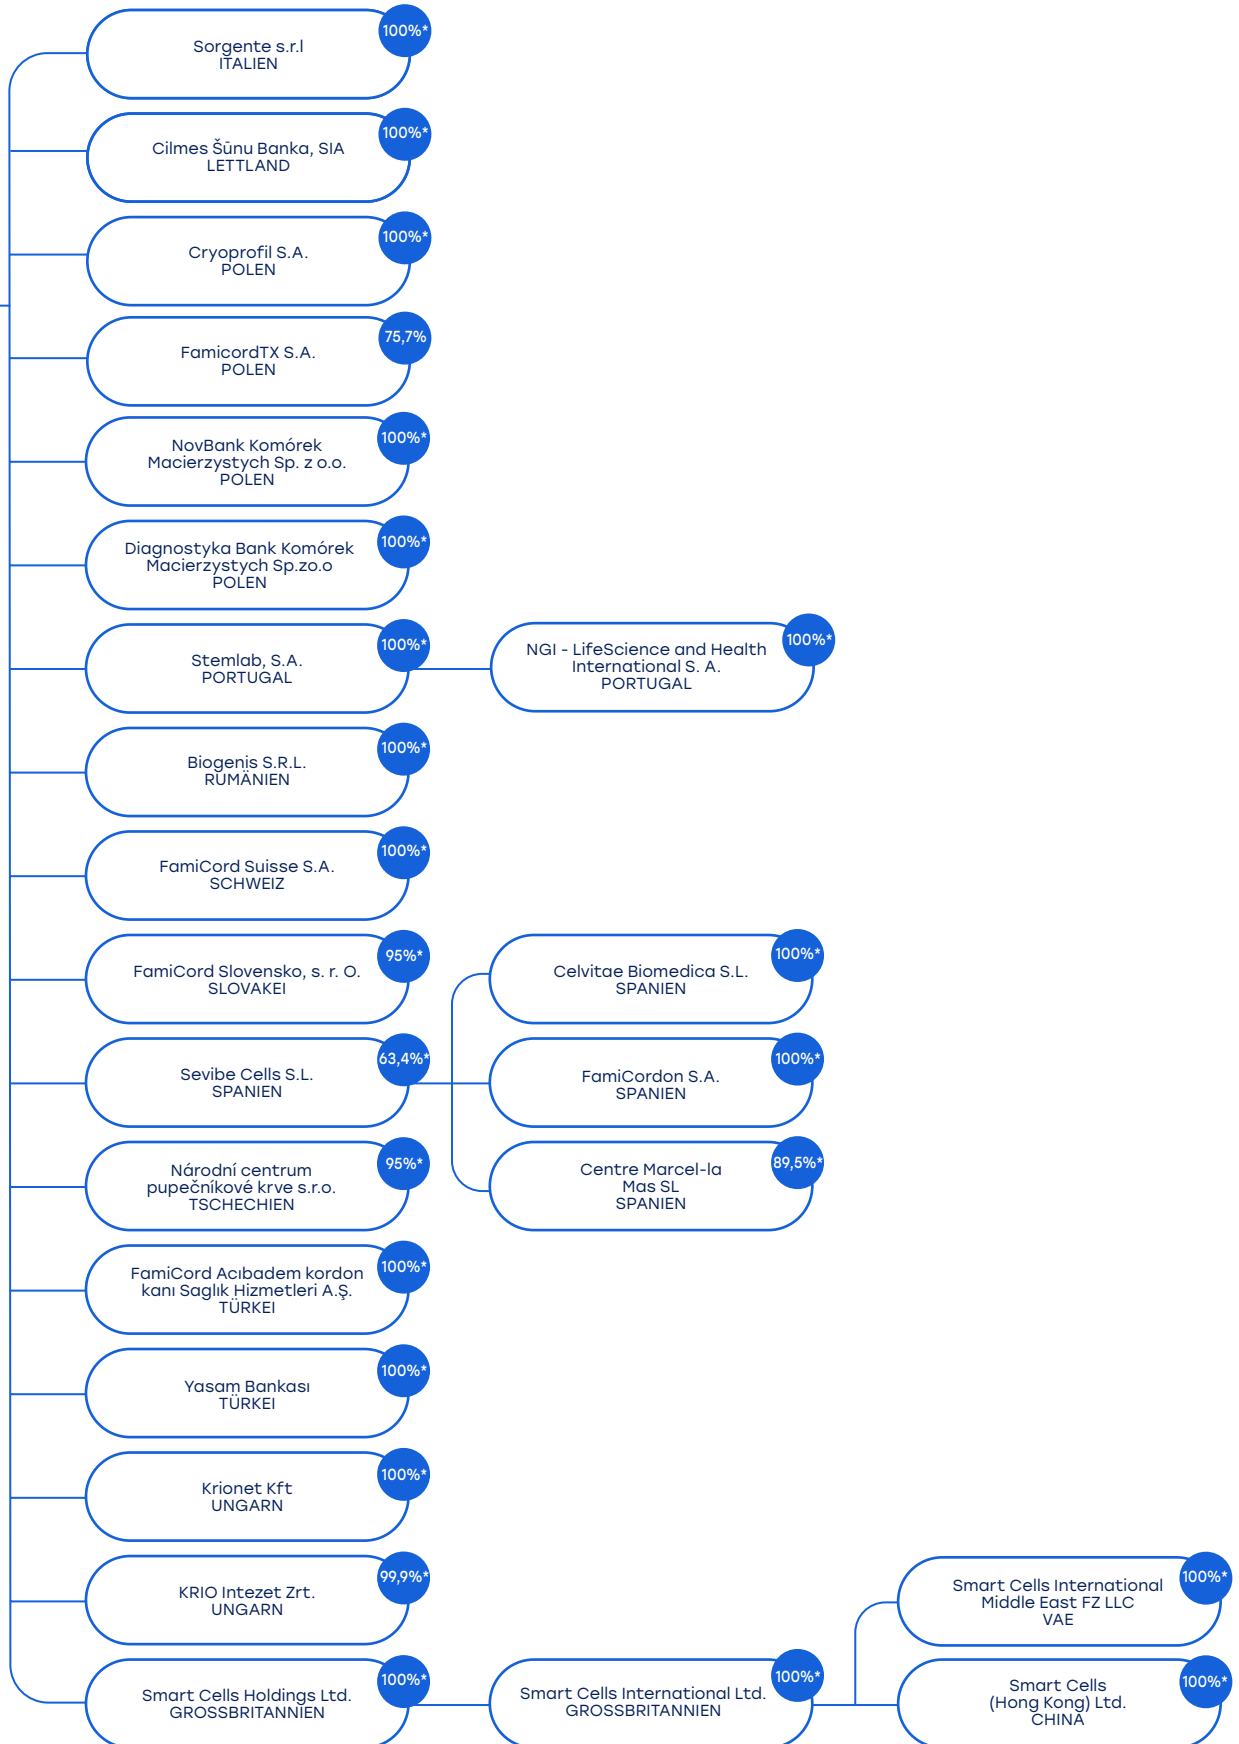 100%*
Sorgente s.r.l
ITALIEN
100%*
Cilmes Šūnu Banka, SIA
LETTLAND
100%*
Cryoprofil S.A.
POLEN
75,7%
FamicordTX S.A.
POLEN
100%*
NovBank Komórek
Macierzystych Sp. z o.o.
POLEN
100%*
Diagnostyka Bank Komórek
Macierzystych Sp.zo.o
POLEN
100%*
Stemlab, S.A.
PORTUGAL
100%*
NGI - LifeScience and Health
International S. A.
PORTUGAL
100%*
Biogenis S.R.L.
RUMÄNIEN
100%*
FamiCord Suisse S.A.
SCHWEIZ
95%*
FamiCord Slovensko, s. r. O.
SLOVAKEI
100%*
Celvitae Biomedica S.L.
SPANIEN
63,4%*
Sevibe Cells S.L.
SPANIEN
100%*
FamiCordon S.A.
SPANIEN
95%*
Národní centrum
pupečníkové krve s.r.o.
TSCHECHIEN
89,5%*
Centre Marcel-la
Mas SL
SPANIEN
100%*
FamiCord Acıbadem kordon
kanı Saglık Hizmetleri A.Ş.
TÜRKEI
100%*
Yasam Bankası
TÜRKEI
100%*
Krionet Kft
UNGARN
99,9%*
KRIO Intezet Zrt.
UNGARN
100%*
Smart Cells International
Middle East FZ LLC
VAE
100%*
Smart Cells Holdings Ltd.
GROSSBRITANNIEN
100%*
Smart Cells International Ltd.
GROSSBRITANNIEN
100%*
Smart Cells
(Hong Kong) Ltd.
CHINA